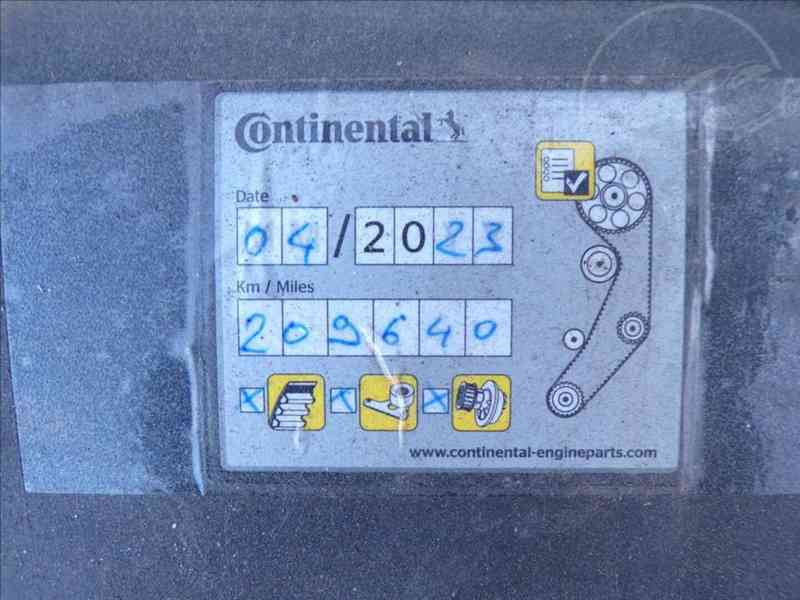 Continental
Date
04/2023
Km / Miles
209640
www.continental-engineparts.com